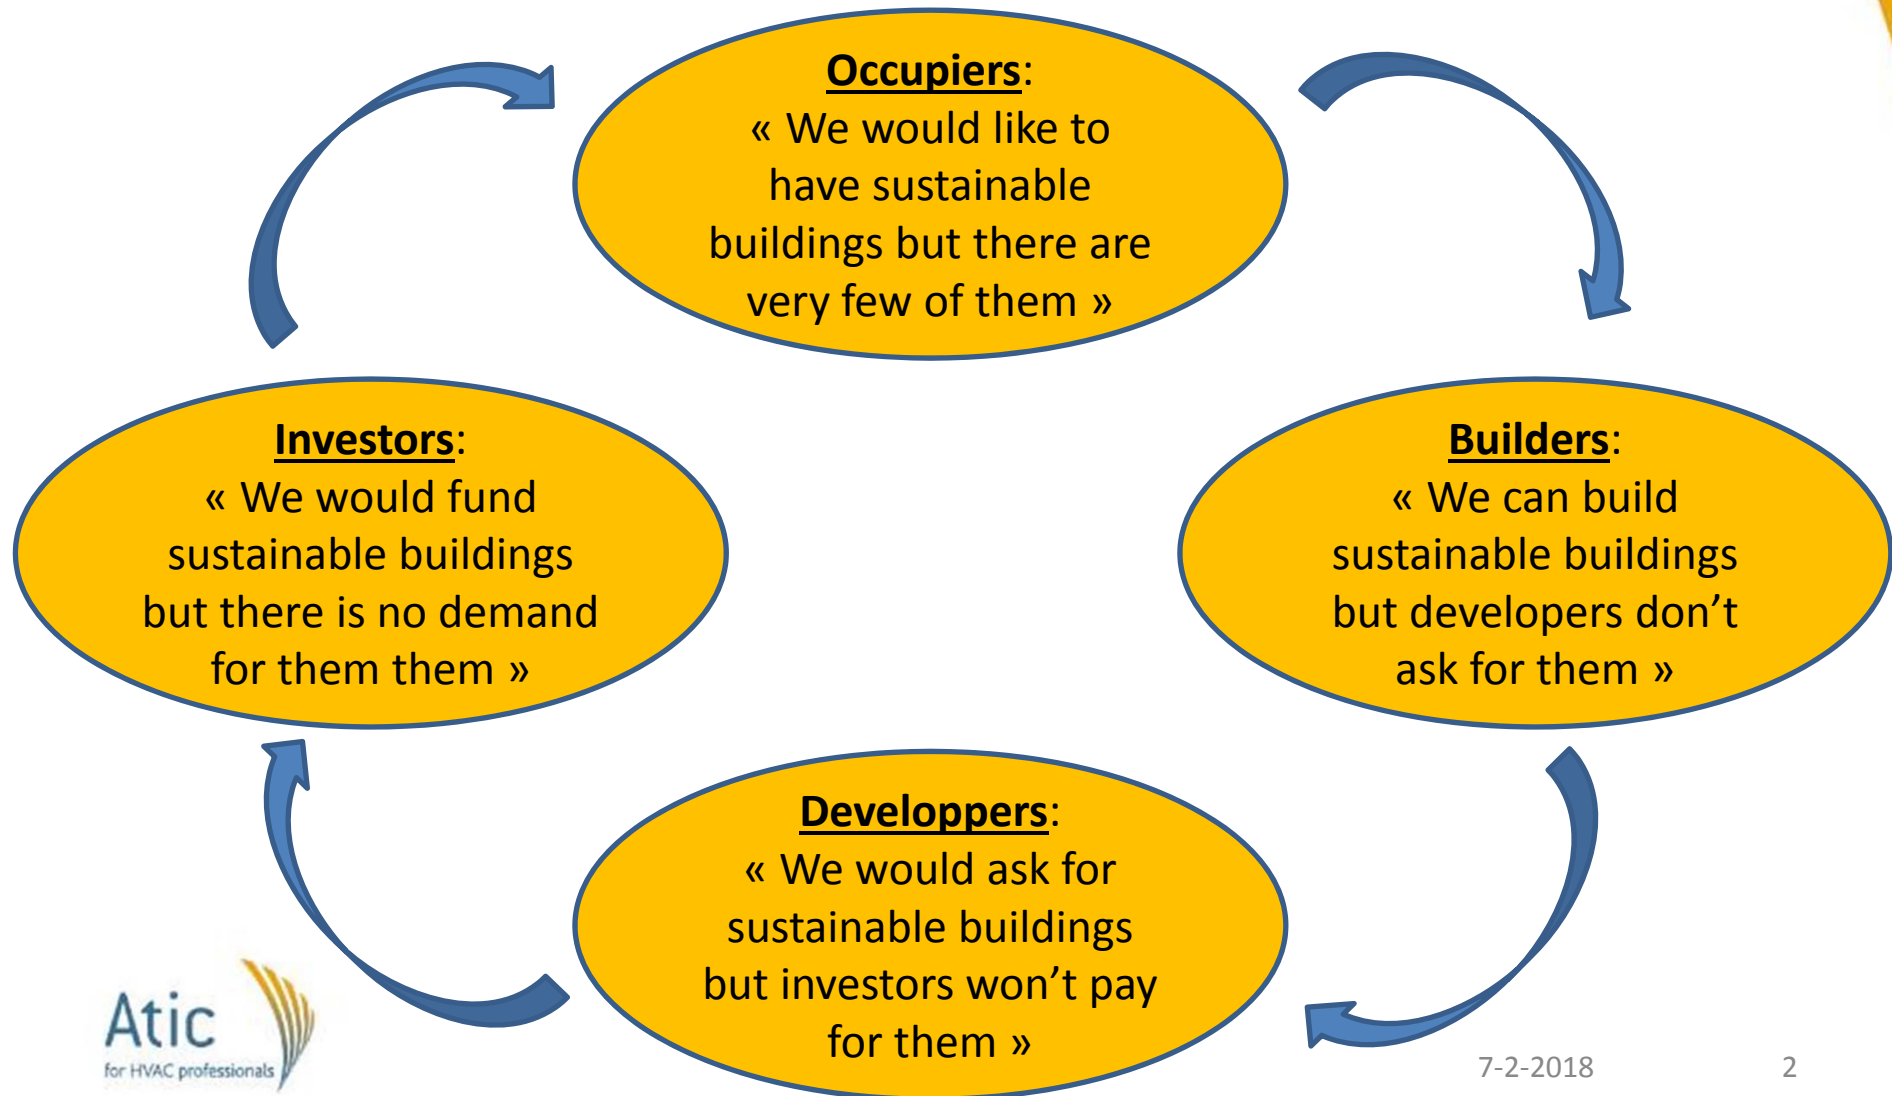 Occupiers:
« We would like to
have sustainable
buildings but there are
very few of them »
Investors:
« We would fund
sustainable buildings
but there is no demand
for them them »
Builders:
« We can build
sustainable buildings
but developers don’t
ask for them »
Developpers:
« We would ask for
sustainable buildings
but investors won’t pay
for them »
Atic
for HVAC professionals
7-2-2018
2